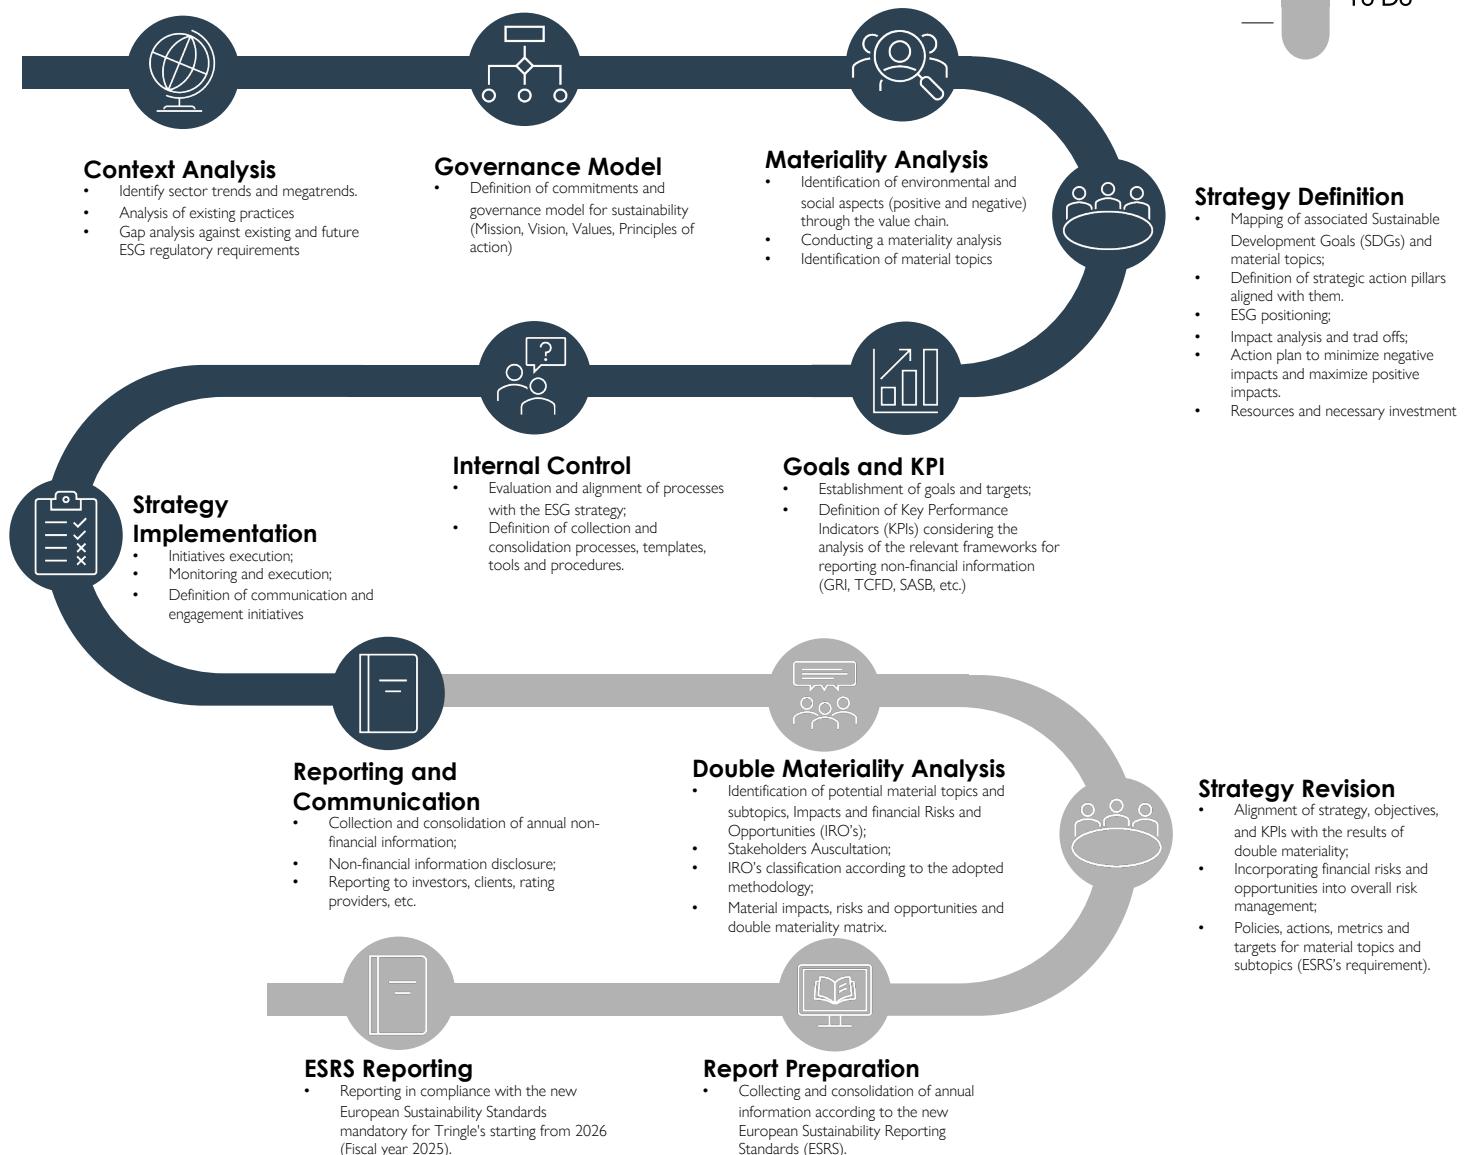 To Do
Context Analysis
• Identify sector trends and megatrends.
• Analysis of existing practices
• Gap analysis against existing and future
ESG regulatory requirements
Governance Model
• Definition of commitments and
governance model for sustainability
(Mission, Vision, Values, Principles of
action)
Materiality Analysis
• Identification of environmental and
social aspects (positive and negative)
through the value chain.
• Conducting a materiality analysis
• Identification of material topics
Strategy Definition
• Mapping of associated Sustainable
Development Goals (SDGs) and
material topics;
• Definition of strategic action pillars
aligned with them.
• ESG positioning;
• Impact analysis and trad offs;
• Action plan to minimize negative
impacts and maximize positive
impacts.
• Resources and necessary investment
?
Goals and KPI
• Establishment of goals and targets;
• Definition of Key Performance
Indicators (KPIs) considering the
analysis of the relevant frameworks for
reporting non-financial information
(GRI, TCFD, SASB, etc.)
Internal Control
• Evaluation and alignment of processes
with the ESG strategy;
• Definition of collection and
consolidation processes, templates,
tools and procedures.
Strategy
Implementation
• Initiatives execution;
• Monitoring and execution;
• Definition of communication and
engagement initiatives
Reporting and
Communication
• Collection and consolidation of annual non-
financial information;
• Non-financial information disclosure;
• Reporting to investors, clients, rating
providers, etc.
Double Materiality Analysis
• Identification of potential material topics and
subtopics, Impacts and financial Risks and
Opportunities (IRO's);
• Stakeholders Auscultation;
• IRO's classification according to the adopted
methodology;
• Material impacts, risks and opportunities and
double materiality matrix.
Strategy Revision
• Alignment of strategy, objectives,
and KPIs with the results of
double materiality;
• Incorporating financial risks and
opportunities into overall risk
management;
• Policies, actions, metrics and
targets for material topics and
subtopics (ESRS's requirement).
Report Preparation
• Collecting and consolidation of annual
information according to the new
European Sustainability Reporting
Standards (ESRS).
ESRS Reporting
• Reporting in compliance with the new
European Sustainability Standards
mandatory for Tringle's starting from 2026
(Fiscal year 2025).